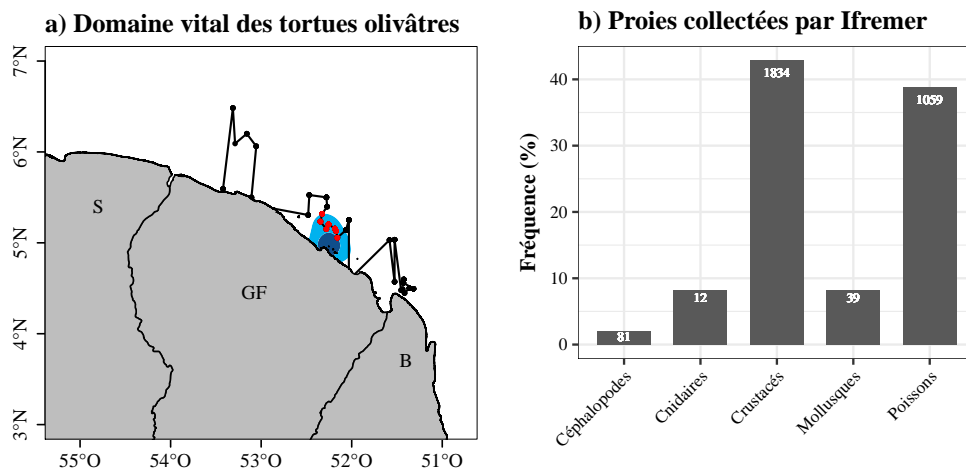 a) Domaine vital des tortues olivâtres
7°N
6°N
5°N
4°N
3°N
S
GF
B
55°O 54°O 53°O 52°O 51°O
b) Proies collectées par Ifremer
Fréquence (%)
40
30
20
10
0
81
12
1834
39
1059
Céphalopodes
Cnidaires
Crustacés
Mollusques
Poissons